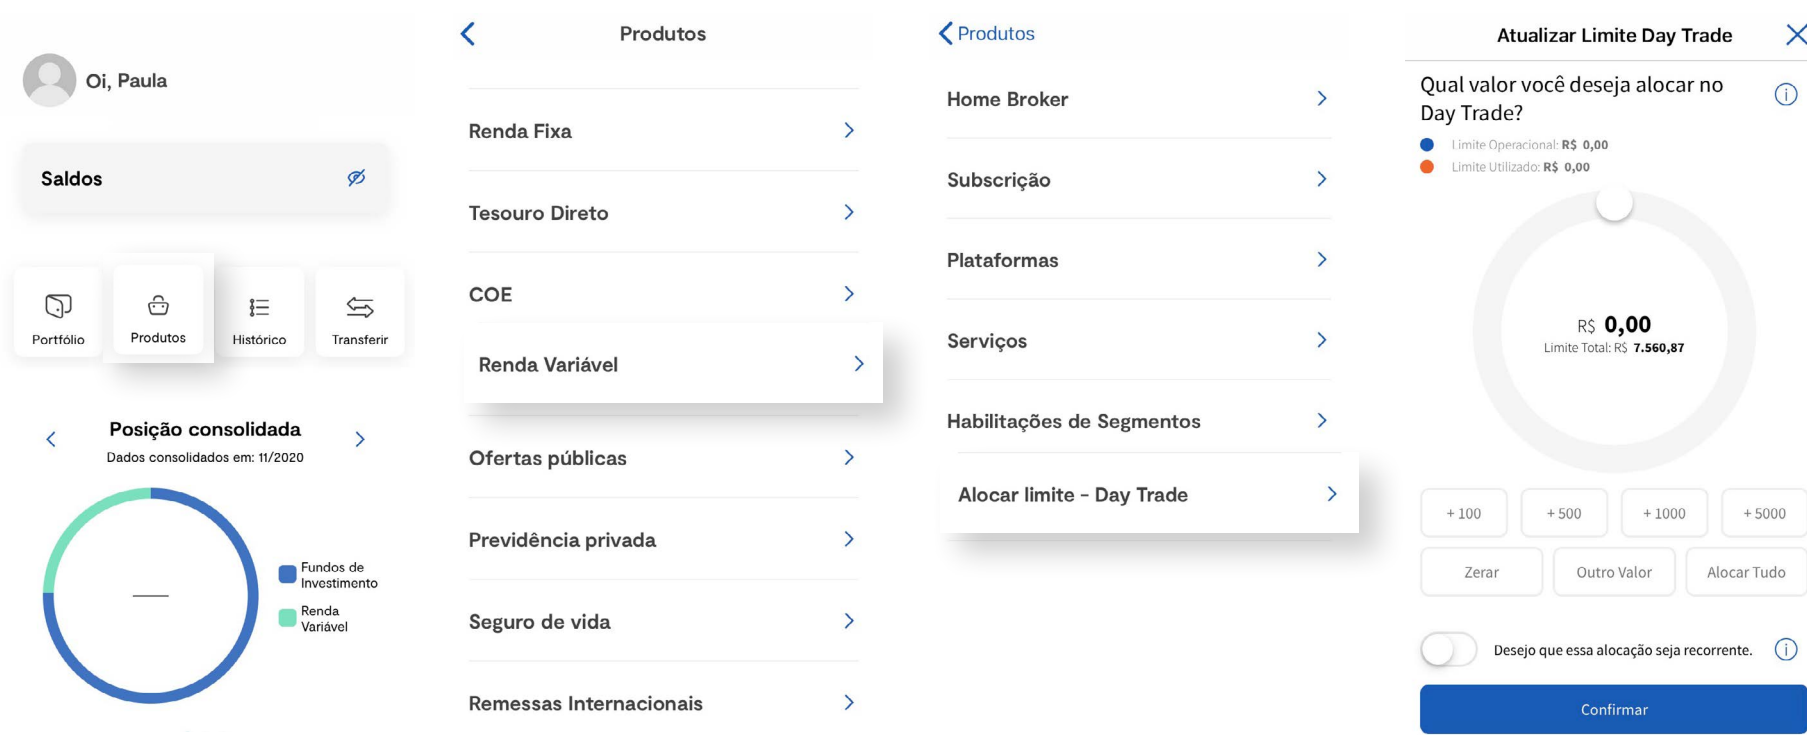 Oi, Paula
Saldos
Portfólio
Produtos
Histórico
Transferir
Posição consolidada
Dados consolidados em: 11/2020
Fundos de
Investimento
Renda
Variável
Produtos
Renda Fixa
Tesouro Direto
COE
Renda Variável
Ofertas públicas
Previdência privada
Seguro de vida
Remessas Internacionais
Produtos
Home Broker
Subscrição
Plataformas
Serviços
Habilitações de Segmentos
Alocar limite - Day Trade
Atualizar Limite Day Trade
Qual valor você deseja alocar no
Day Trade?
Limite Operacional: R$ 0,00
Limite Utilizado: R$ 0,00
R$ 0,00
Limite Total: R$ 7.560,87
+ 100
+ 500
+ 1000
+ 5000
Zerar
Outro Valor
Alocar Tudo
Desejo que essa alocação seja recorrente.
Confirmar